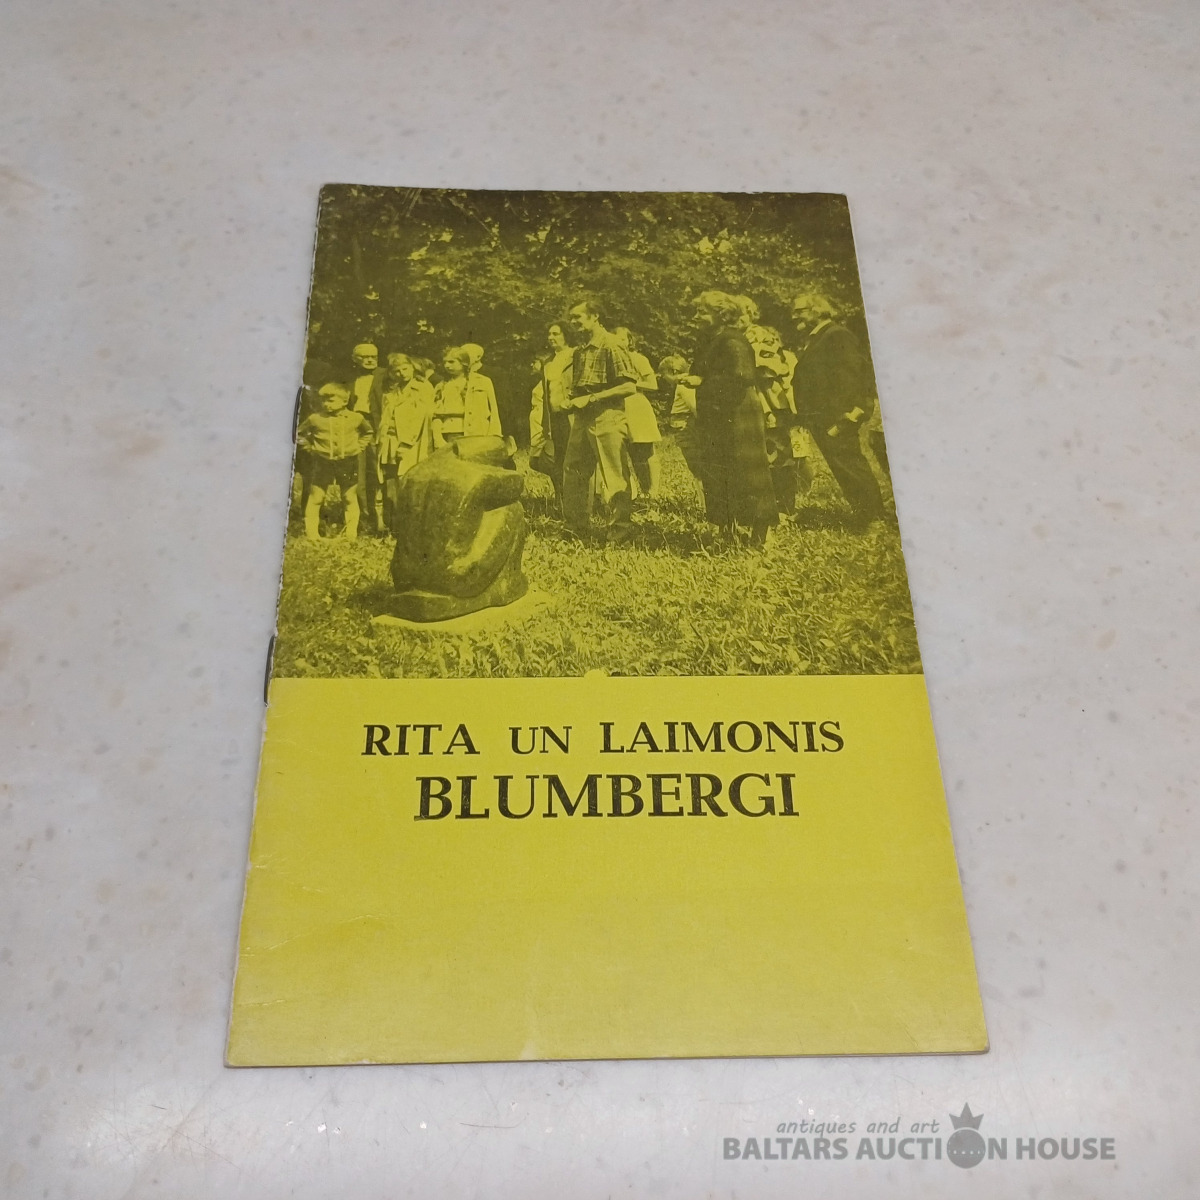 RITA UN LAIMONIS
BLUMBERGI
antiques and art
BALTARS AUCTION HOUSE